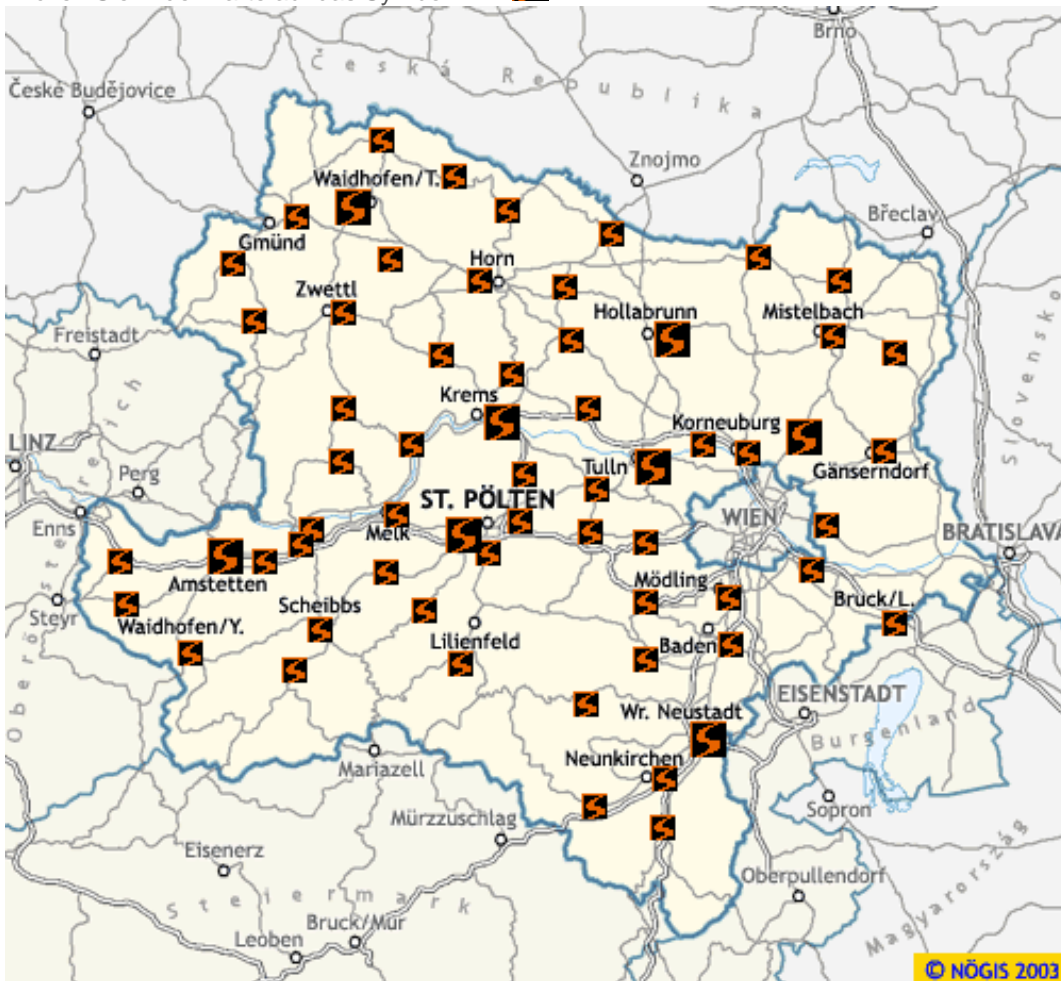 Brno
Česká Republika
České Budějovice
Znojmo
Waidhofen/T.
Břeclav
Gmünd
Horn
Zwettl
Hollabrunn
Mistelbach
Freistadt
Slovensko
Krems
Korneuburg
LINZ
Perg
Tulln
Gänserndorf
Enns
ST. PÖLTEN
Melk
WIEN
BRATISLAVA
Amstetten
Mödling
Steyr
Scheibbs
Bruck/L.
Waidhofen/Y.
Lilienfeld
Baden
Oberösterreich
EISENSTADT
Wr. Neustadt
Burgenland
Mariazell
Neunkirchen
Sopron
Mürzzuschlag
Eisenerz
Oberpullendorf
Steiermark
Magyarország
Bruck/Mur
Leoben
© NÖGIS 2003